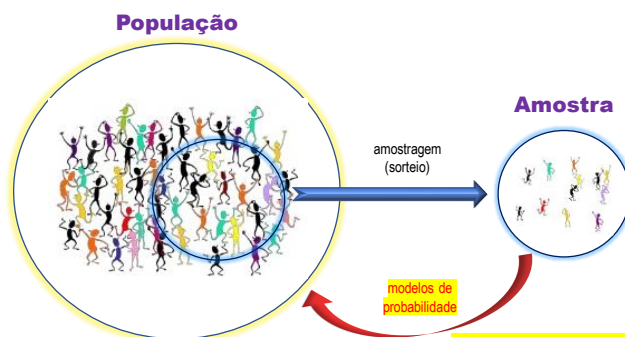 População
Amostra
amostragem
(sorteio)
modelos de
probabilidade